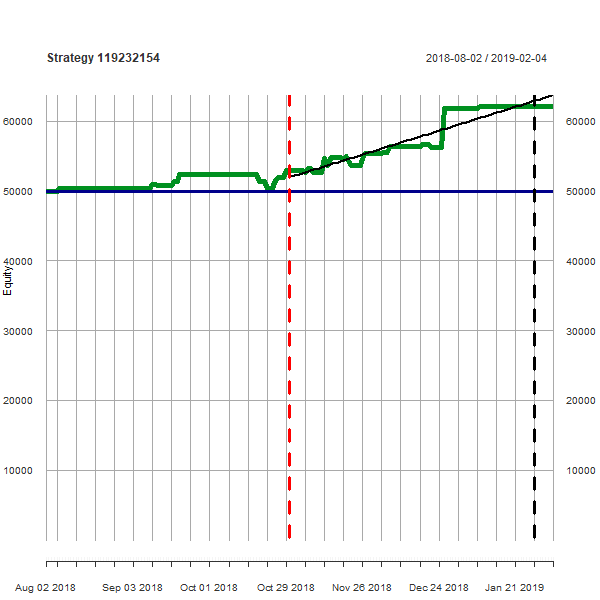 Strategy 119232154
2018-08-02 / 2019-02-04
60000
60000
50000
50000
40000
40000
30000
30000
20000
20000
10000
10000
Equity
Aug 02 2018
Sep 03 2018
Oct 01 2018
Oct 29 2018
Nov 26 2018
Dec 24 2018
Jan 21 2019